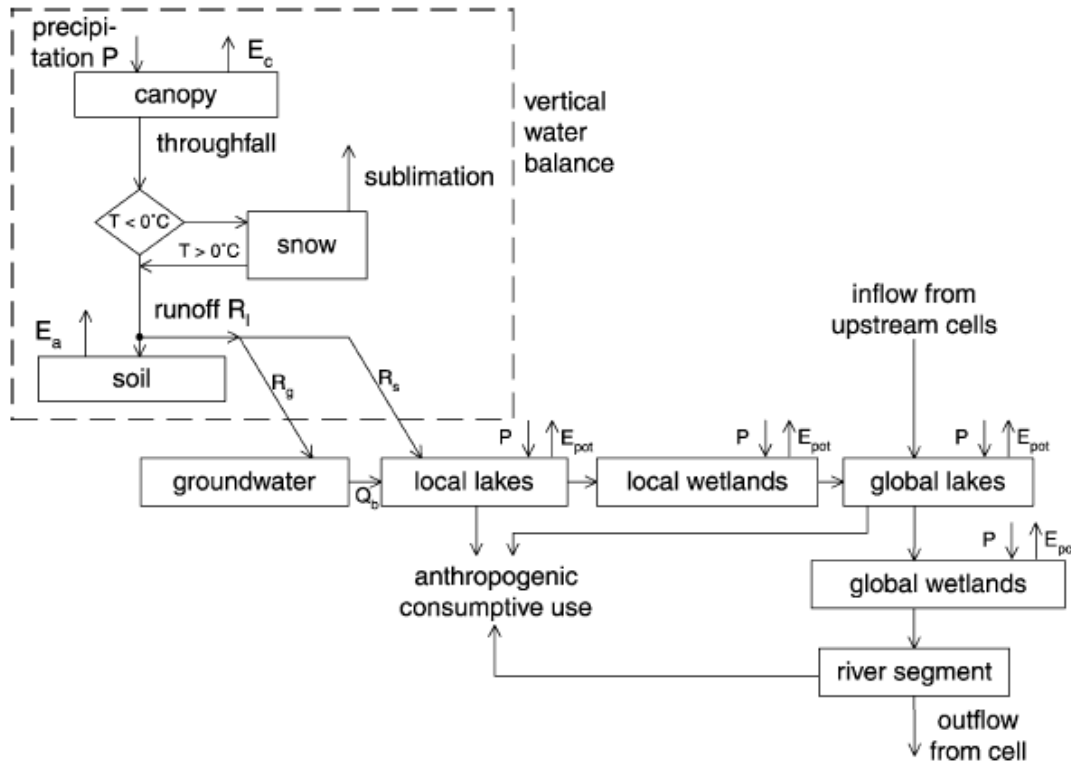 precipi-
tation P
E_c
canopy
throughfall
vertical
water
balance
sublimation
T < 0°C
T > 0°C
snow
runoff R_l
E_a
soil
R_g
R_s
inflow from
upstream cells
P
E_pot
P
E_pot
P
E_pot
groundwater
Q_b
local lakes
local wetlands
global lakes
P
E_po
anthropogenic
consumptive use
global wetlands
river segment
outflow
from cell